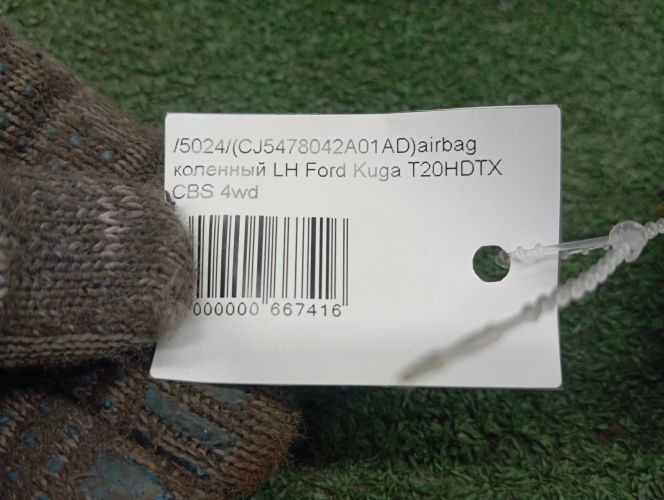 /5024/(CJ5478042A01AD)airbag
коленный LH Ford Kuga T20HDTX
CBS 4wd
000000 667416